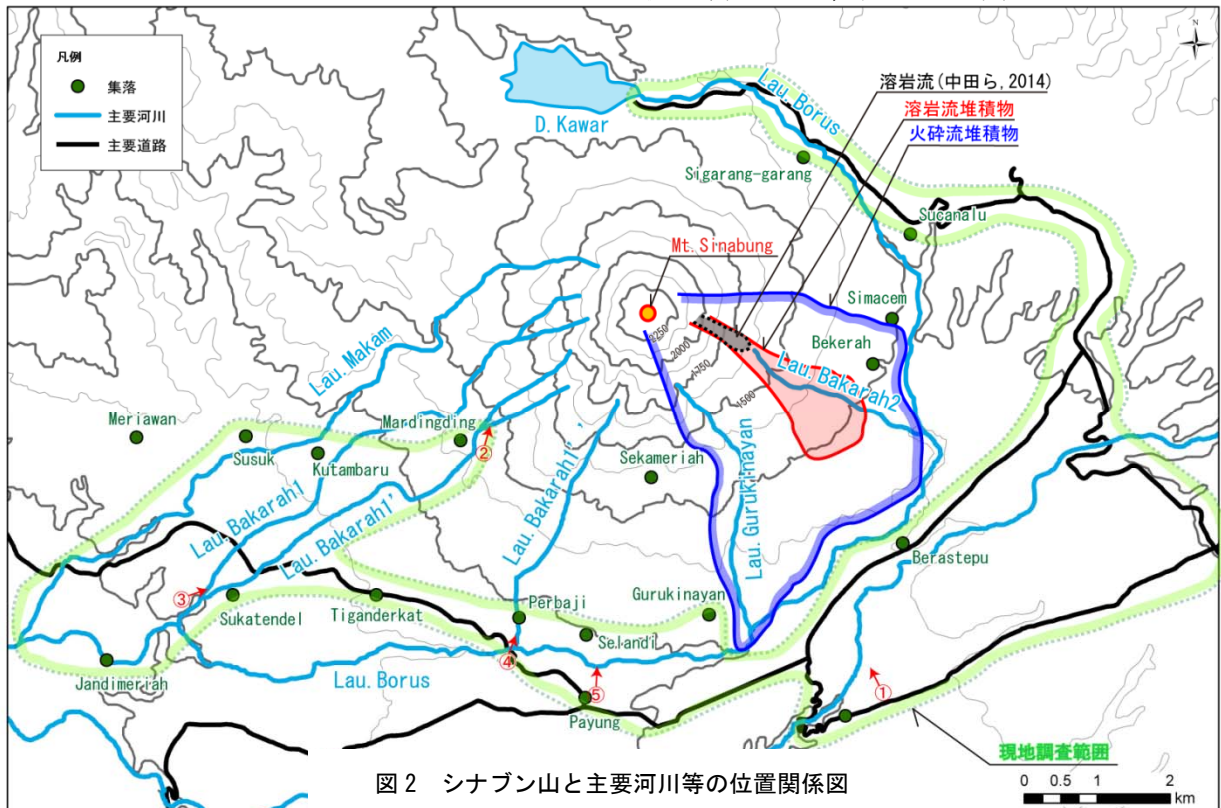 凡例
集落
主要河川
主要道路
N
D. Kawar
Lau. Borus
溶岩流(中田ら, 2014)
溶岩流堆積物
火砕流堆積物
Sigarang-garang
Sucanalu
Mt. Sinabung
Simacem
Bekerah
2250
2000
1750
1500
Lau. Bakarah2
Lau. Makam
Meriawan
Susuk
Kutambaru
Mardingding
②
Sekameriah
Lau. Bakarah1
Lau. Bakarah1'
Lau. Bakarah1''
Lau. Gurukinayan
Berastepu
③
Sukatendel
Tiganderkat
Perbaji
Gurukinayan
Selandi
④
⑤
①
Jandimeriah
Lau. Borus
Payung
現地調査範囲
0 0.5 1 2
km
図2 シナブン山と主要河川等の位置関係図